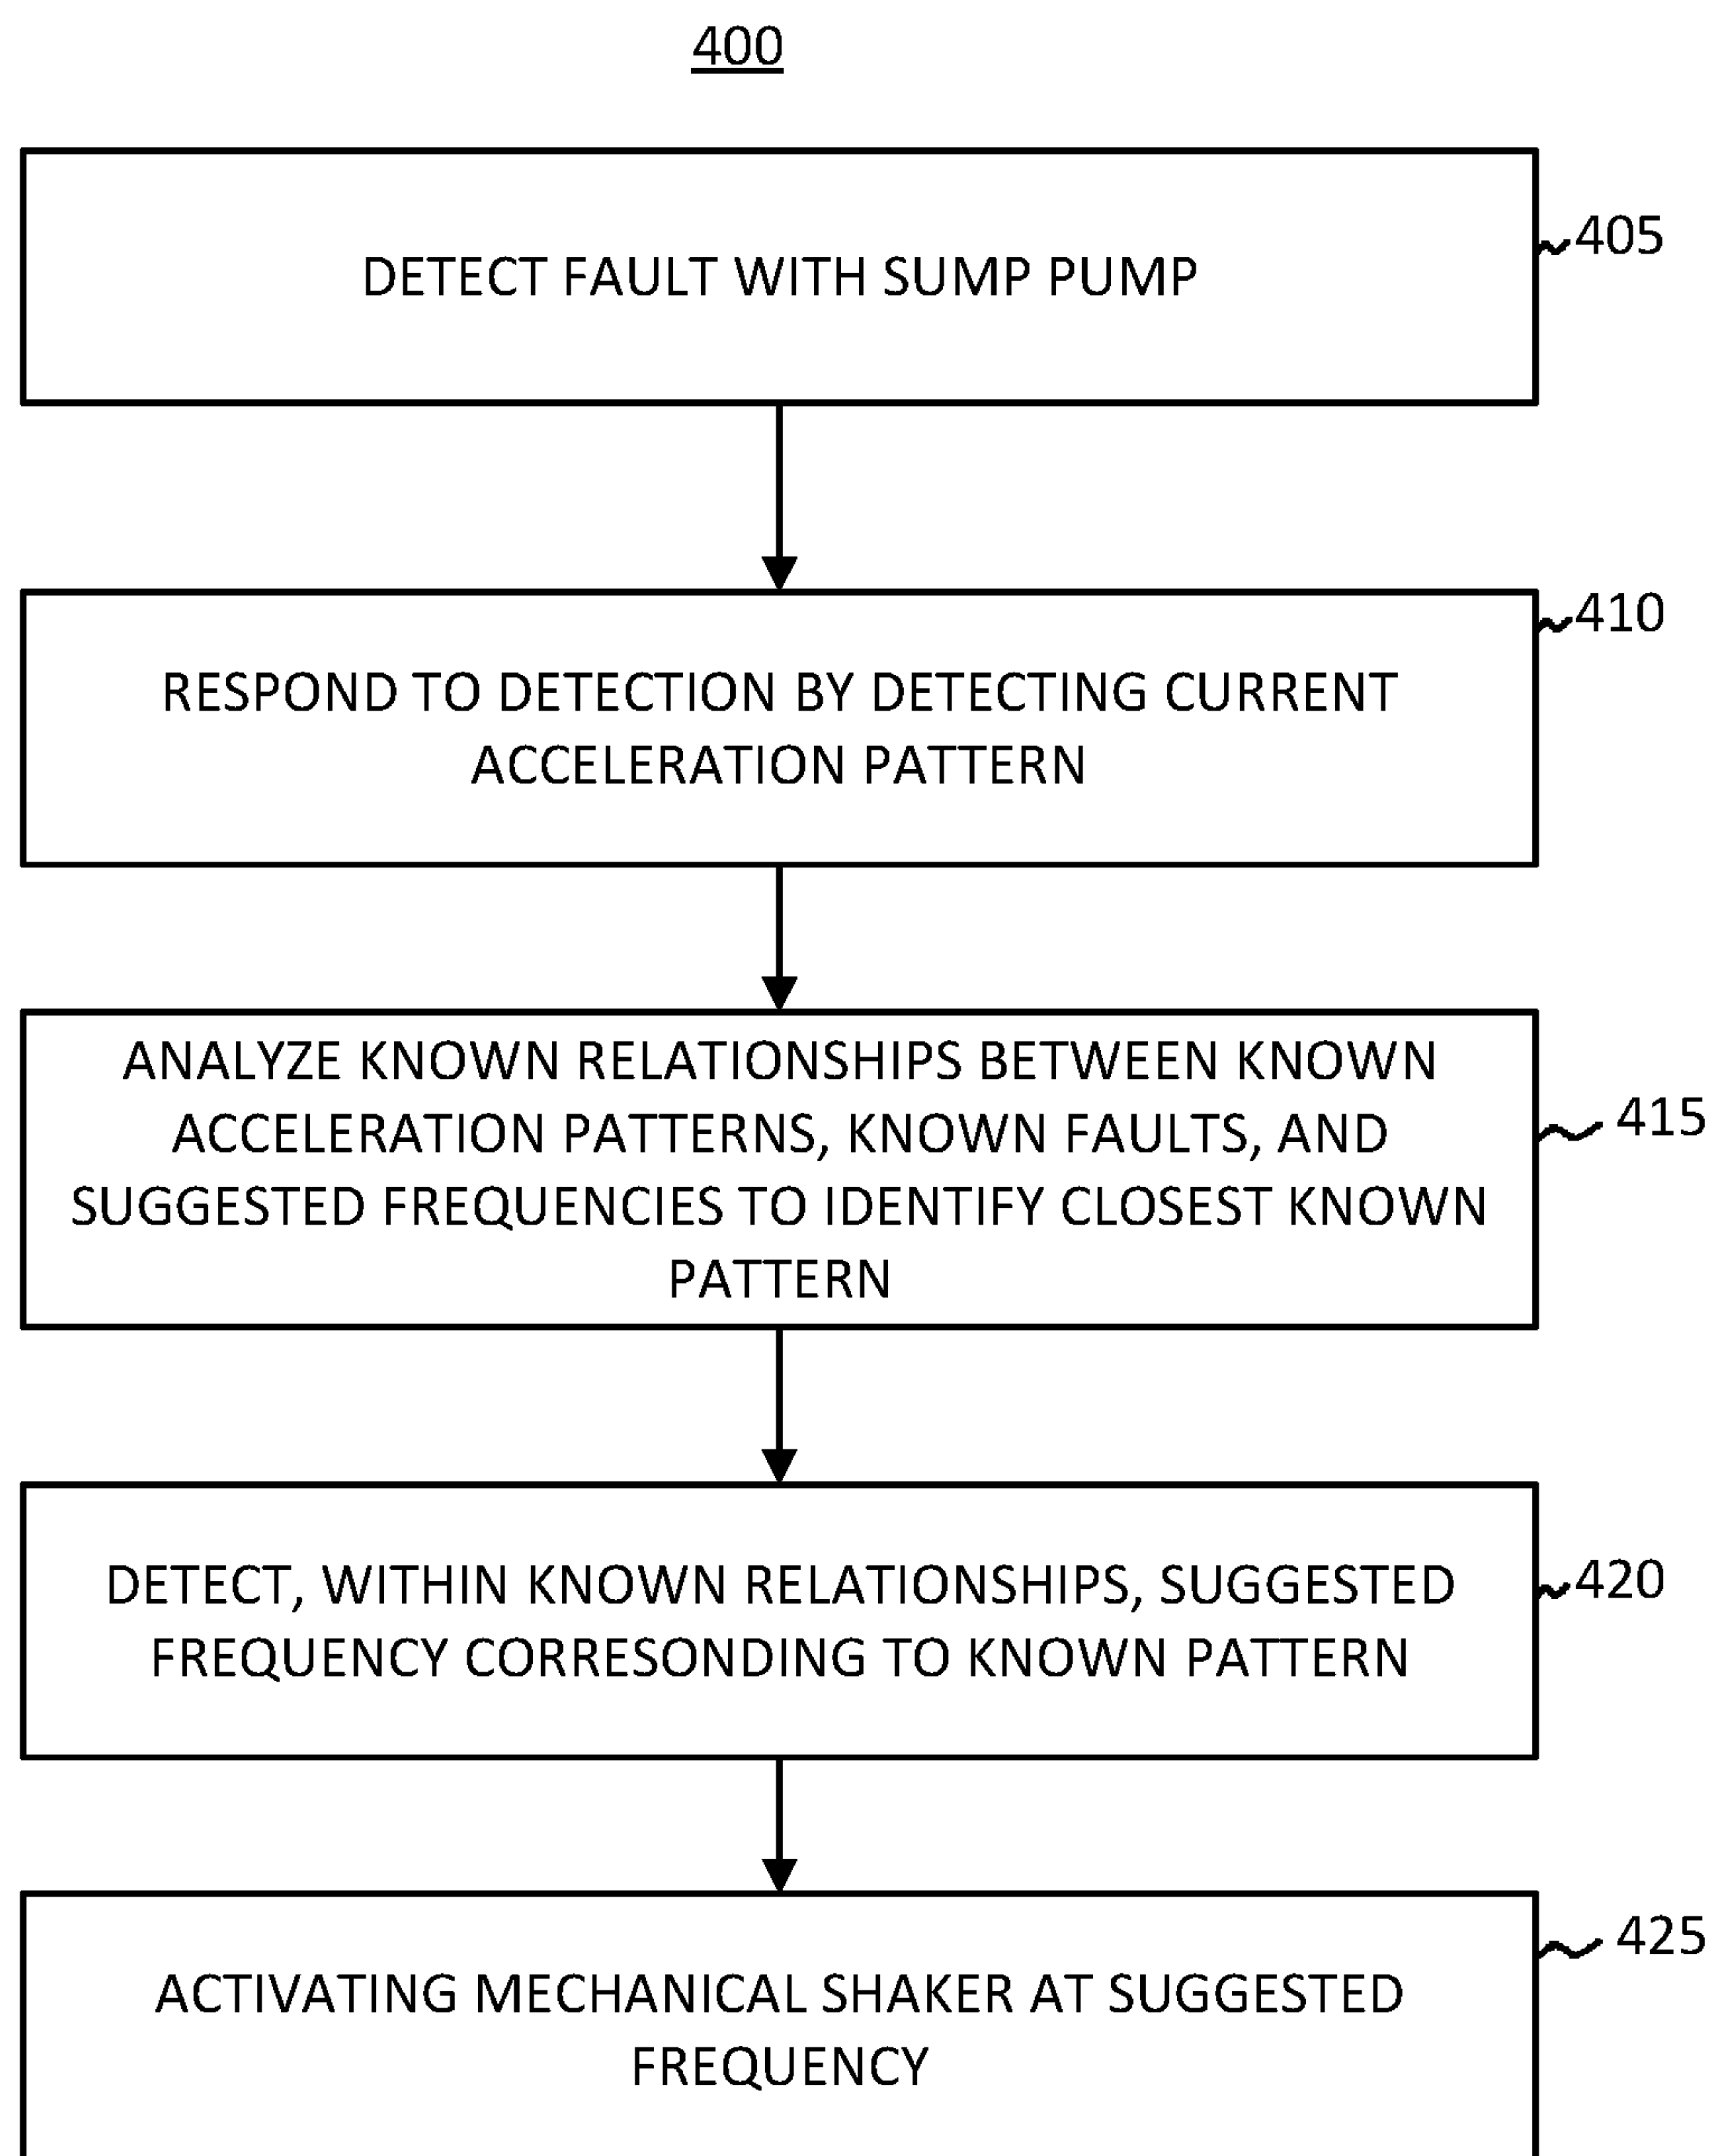 400
DETECT FAULT WITH SUMP PUMP
405
RESPOND TO DETECTION BY DETECTING CURRENT
ACCELERATION PATTERN
410
ANALYZE KNOWN RELATIONSHIPS BETWEEN KNOWN
ACCELERATION PATTERNS, KNOWN FAULTS, AND
SUGGESTED FREQUENCIES TO IDENTIFY CLOSEST KNOWN
PATTERN
415
DETECT, WITHIN KNOWN RELATIONSHIPS, SUGGESTED
FREQUENCY CORRESONDING TO KNOWN PATTERN
420
ACTIVATING MECHANICAL SHAKER AT SUGGESTED
FREQUENCY
425